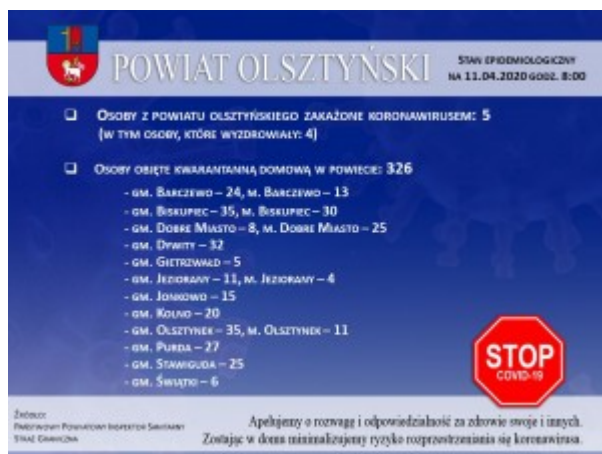 POWIAT OLSZTYŃSKI
STAN EPIDEMIOLOGICZNY
NA 11.04.2020 GODZ. 8:00
OSOBY Z POWIATU OLSZTYŃSKIEGO ZAKAŻONE KORONAWIRUSEM: 5
(W TYM OSOBY, KTÓRE WYZDROWIAŁY: 4)
OSOBY OBJĘTE KWARANTANNĄ DOMOWĄ W POWIECIE: 326
- GM. BARCZEWO – 24, M. BARCZEWO – 13
- GM. BISKUPIEC – 35, M. BISKUPIEC – 30
- GM. DOBRE MIASTO – 8, M. DOBRE MIASTO – 25
- GM. DYWITY – 32
- GM. GIETRZWAŁD – 5
- GM. JEZIORANY – 11, M. JEZIORANY – 4
- GM. JONKOWO – 15
- GM. KOLNO – 20
- GM. OLSZTYNEK – 35, M. OLSZTYNEK – 11
- GM. PURDA – 27
- GM. STAWIGUDA – 25
- GM. ŚWIĄTKI – 6
STOP
COVID-19
ŹRÓDŁO:
PAŃSTWOWY POWIATOWY INSPEKTOR SANITARNY
STRAŻ GRANICZNA
Apelujemy o rozwagę i odpowiedzialność za zdrowie swoje i innych.
Zostając w domu minimalizujemy ryzyko rozprzestrzeniania się koronawirusa.